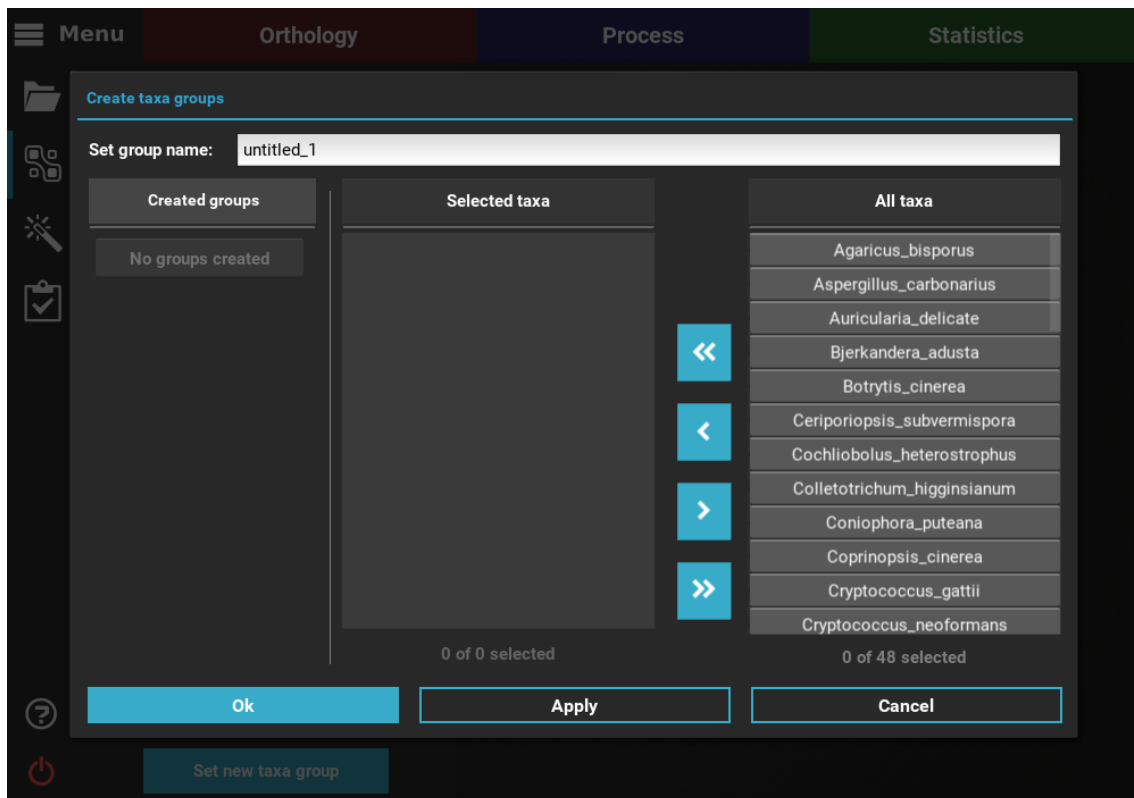 Menu
Orthology
Process
Statistics
Create taxa groups
Set group name:
untitled_1
Created groups
No groups created
Selected taxa
0 of 0 selected
All taxa
Agaricus_bisporus
Aspergillus_carbonarius
Auricularia_delicate
Bjerkandera_adusta
Botrytis_cinerea
Ceriporiopsis_subvermispora
Cochliobolus_heterostrophus
Colletotrichum_higginsianum
Coniophora_puteana
Coprinopsis_cinerea
Cryptococcus_gattii
Cryptococcus_neoformans
0 of 48 selected
Ok
Apply
Cancel
Set new taxa group